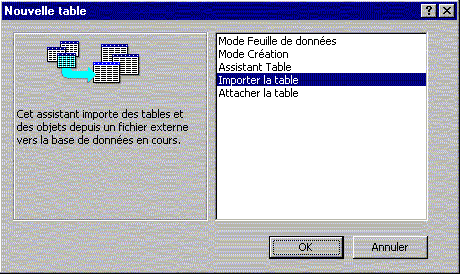 Nouvelle table
Mode Feuille de données
Mode Création
Assistant Table
Importer la table
Attacher la table
Cet assistant importe des tables et
des objets depuis un fichier externe
vers la base de données en cours.
OK
Annuler